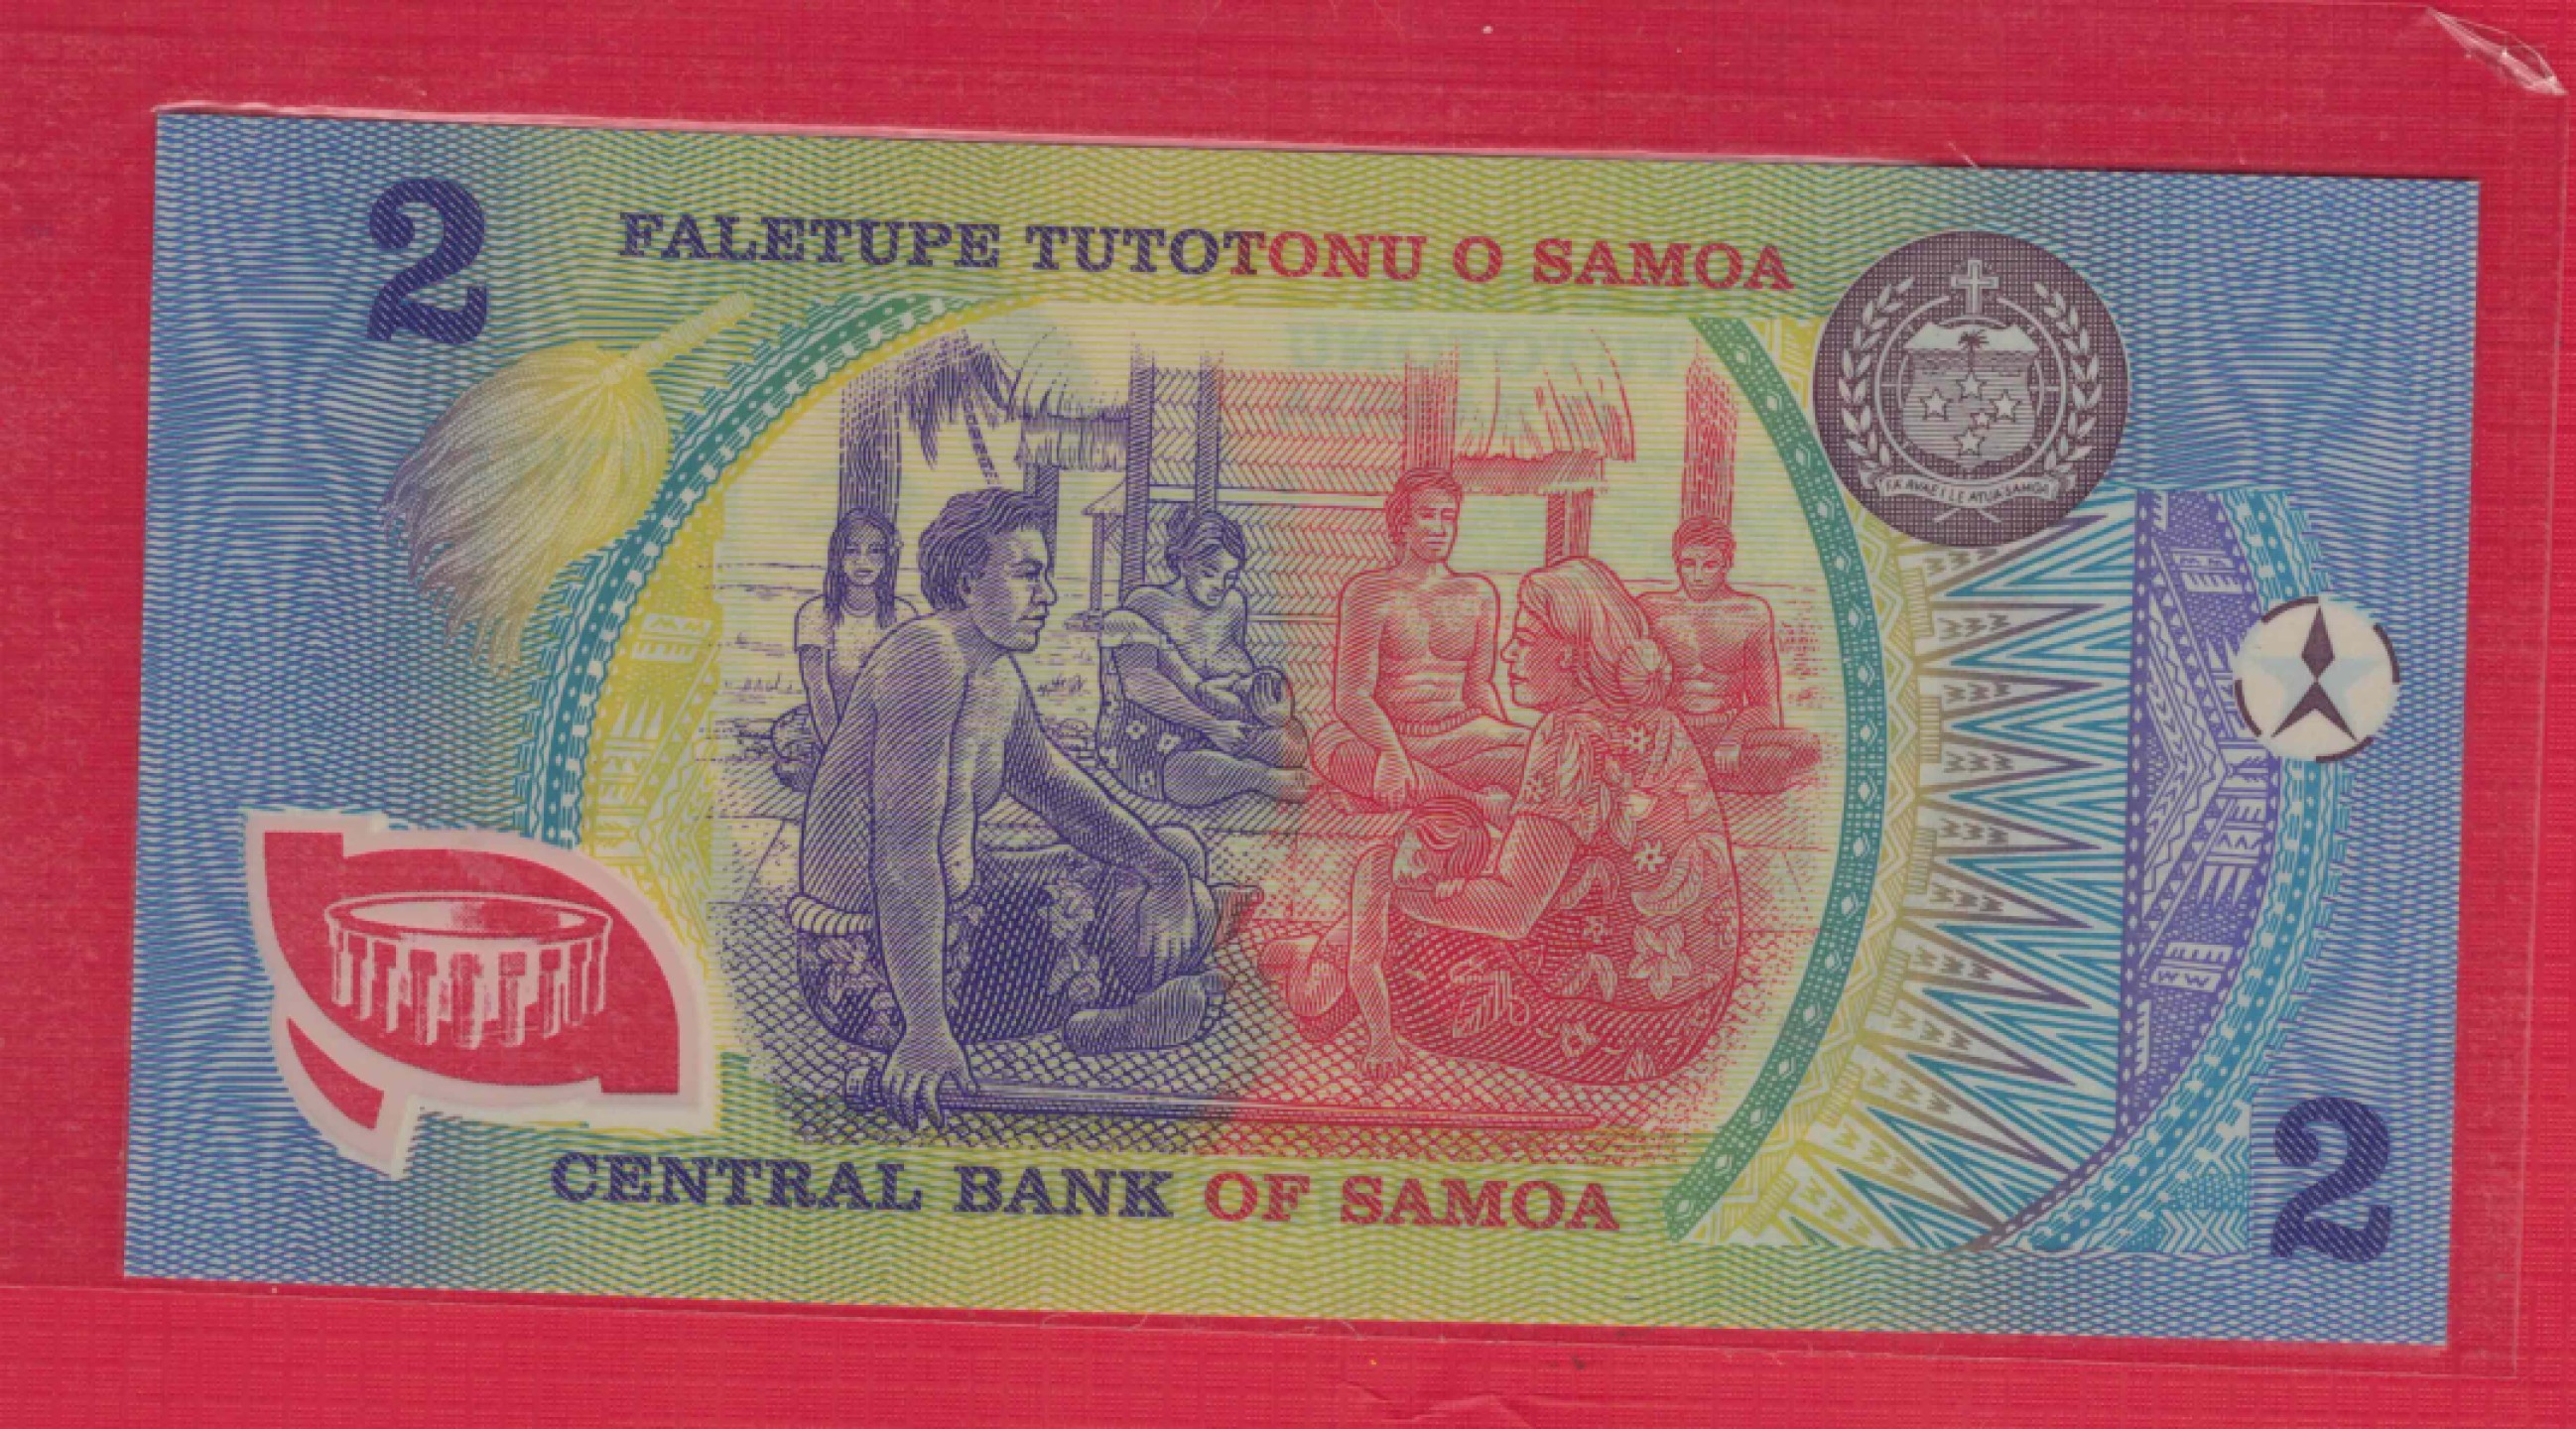 2
FALETUPE TUTOTONU O SAMOA
FA'AVAE I LE ATUA SAMOA
CENTRAL BANK OF SAMOA
2